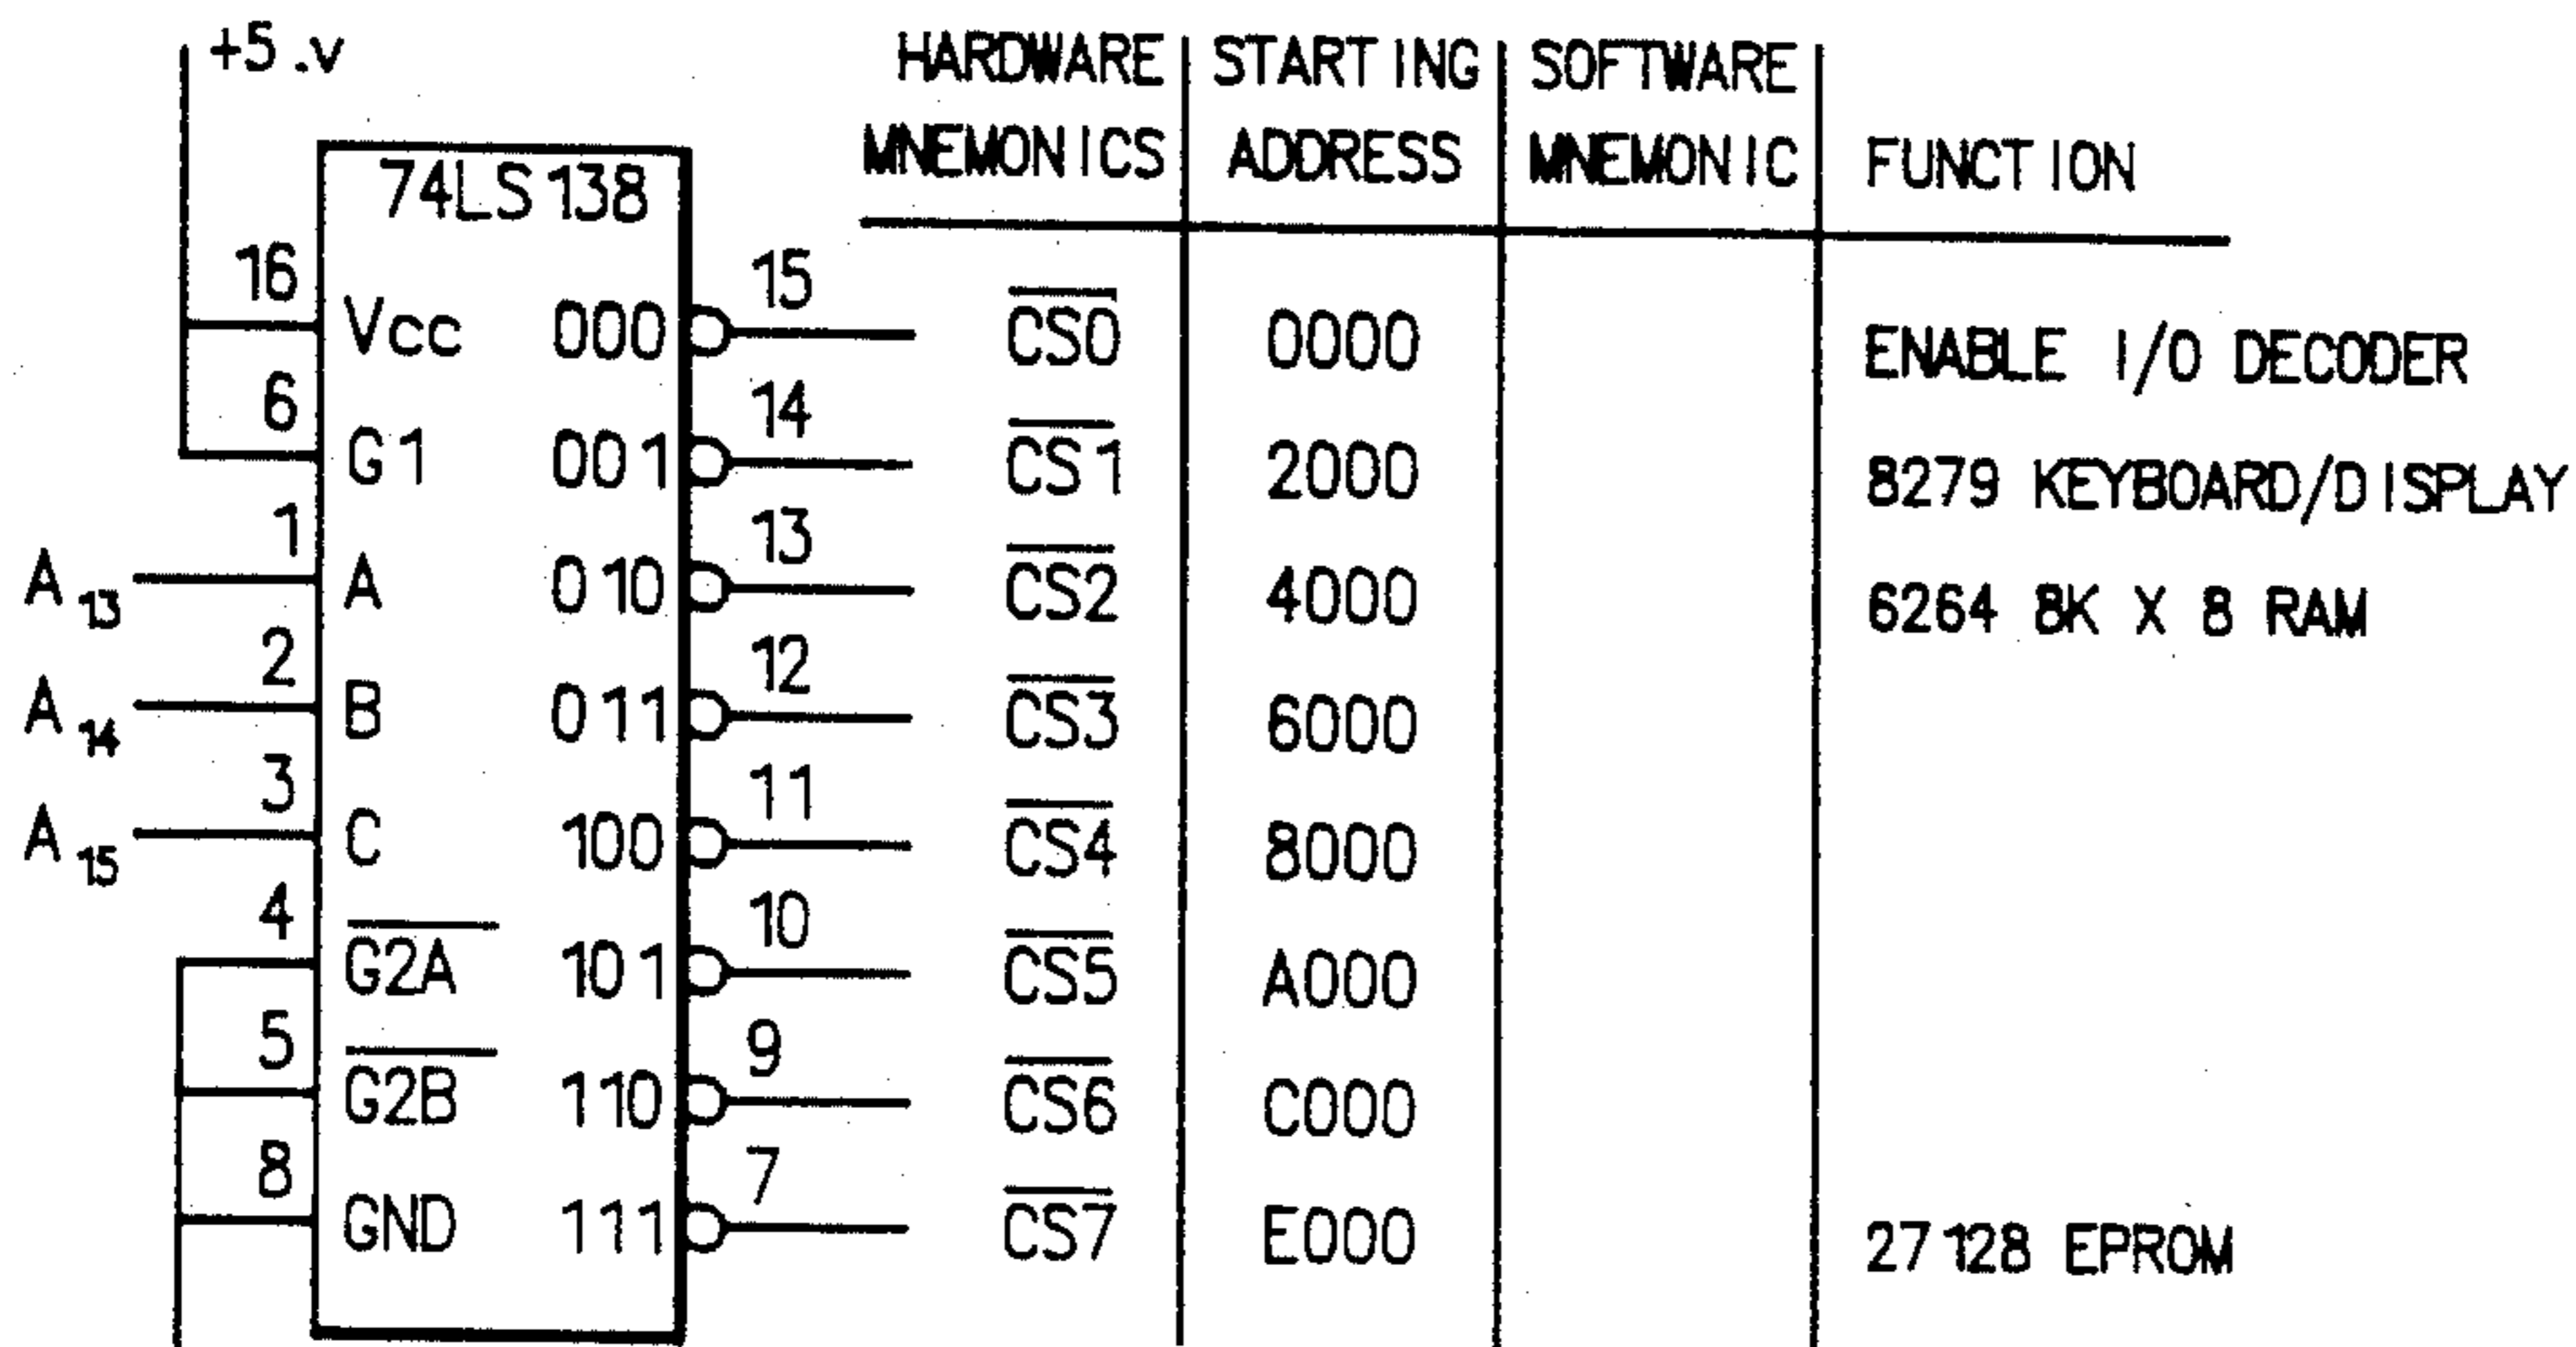 +5.v
HARDWARE MNEMONICS
STARTING ADDRESS
SOFTWARE MNEMONIC
FUNCTION
74LS138
16 Vcc 000 15 CS0 0000 ENABLE I/O DECODER
6 G1 001 14 CS1 2000 8279 KEYBOARD/DISPLAY
A13 1 A 010 13 CS2 4000 6264 8K X 8 RAM
A14 2 B 011 12 CS3 6000
A15 3 C 100 11 CS4 8000
4 G2A 101 10 CS5 A000
5 G2B 110 9 CS6 C000
8 GND 111 7 CS7 E000 27128 EPROM